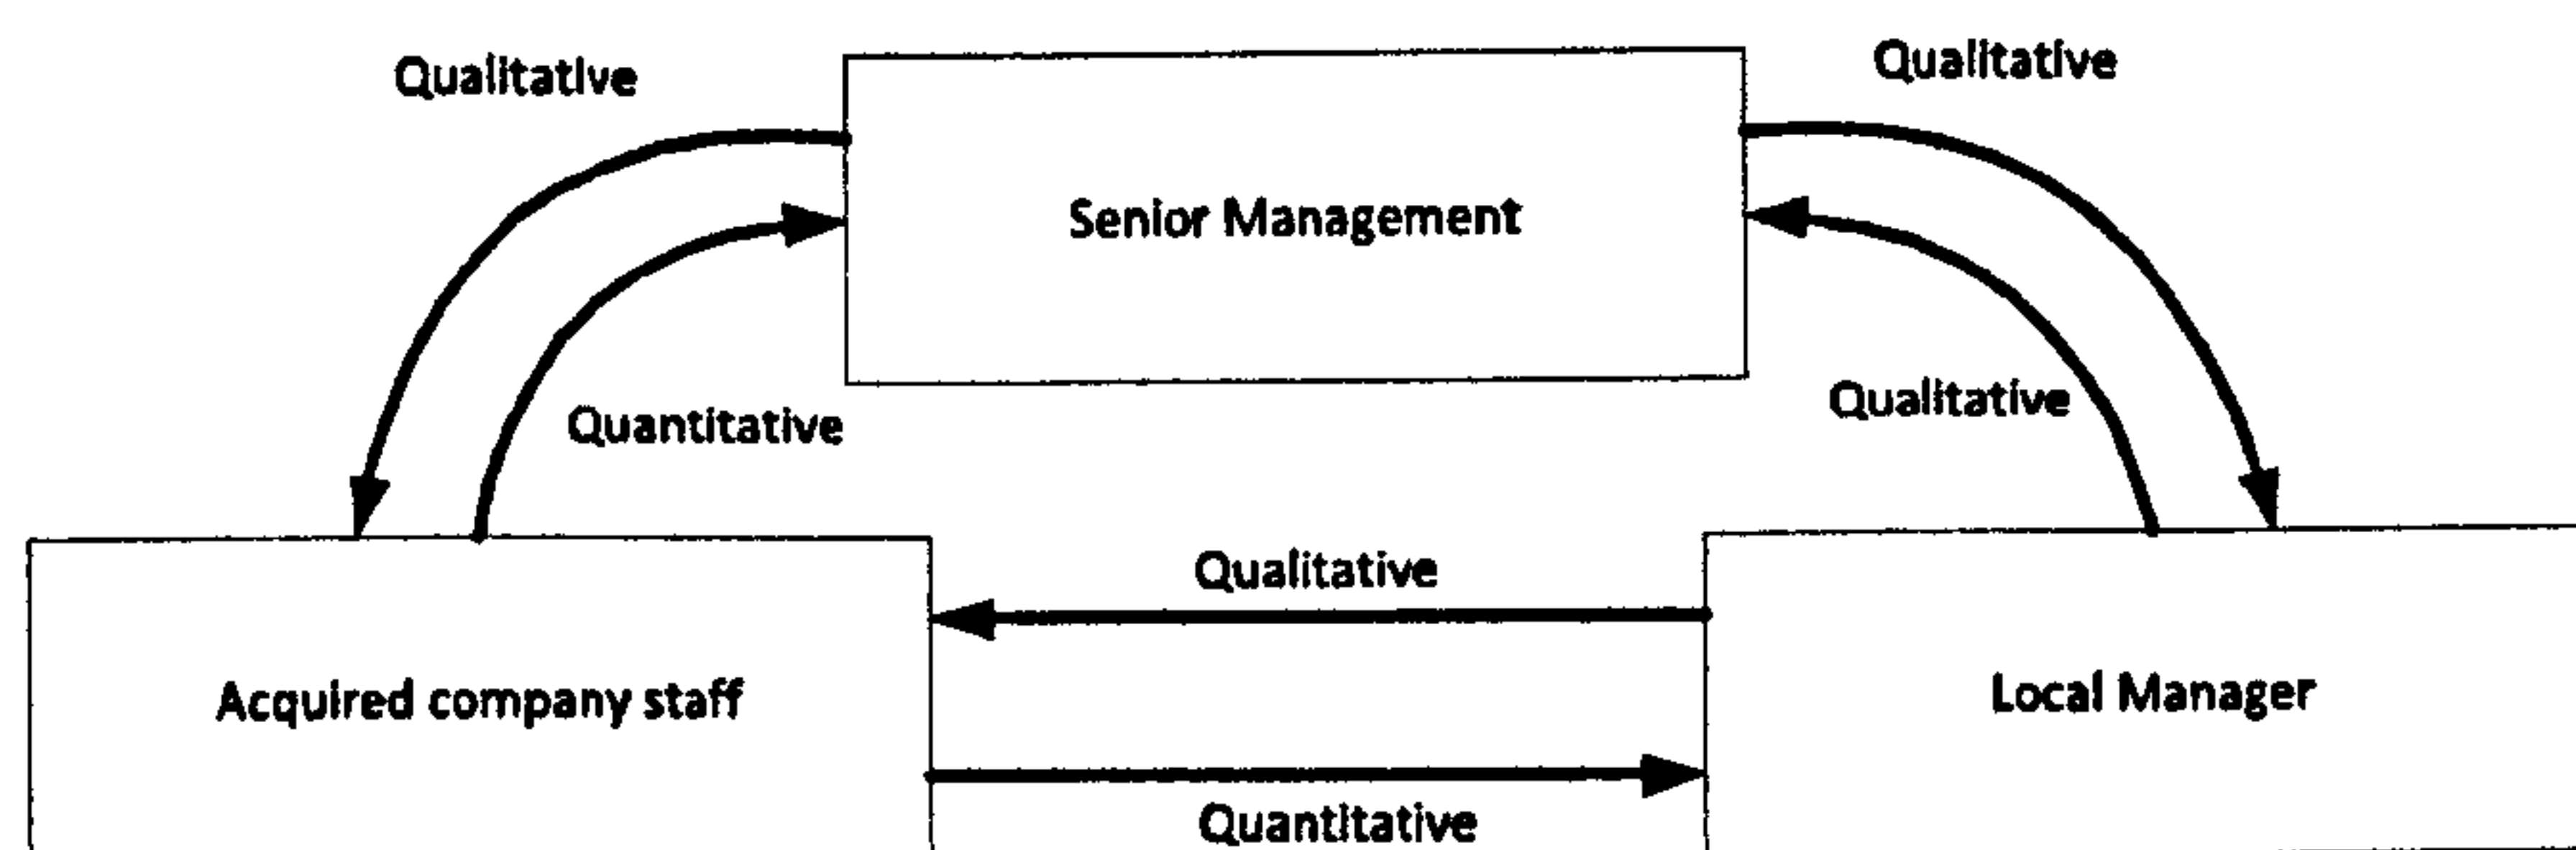 Qualitative
Qualitative
Senior Management
Quantitative
Qualitative
Qualitative
Acquired company staff
Local Manager
Quantitative